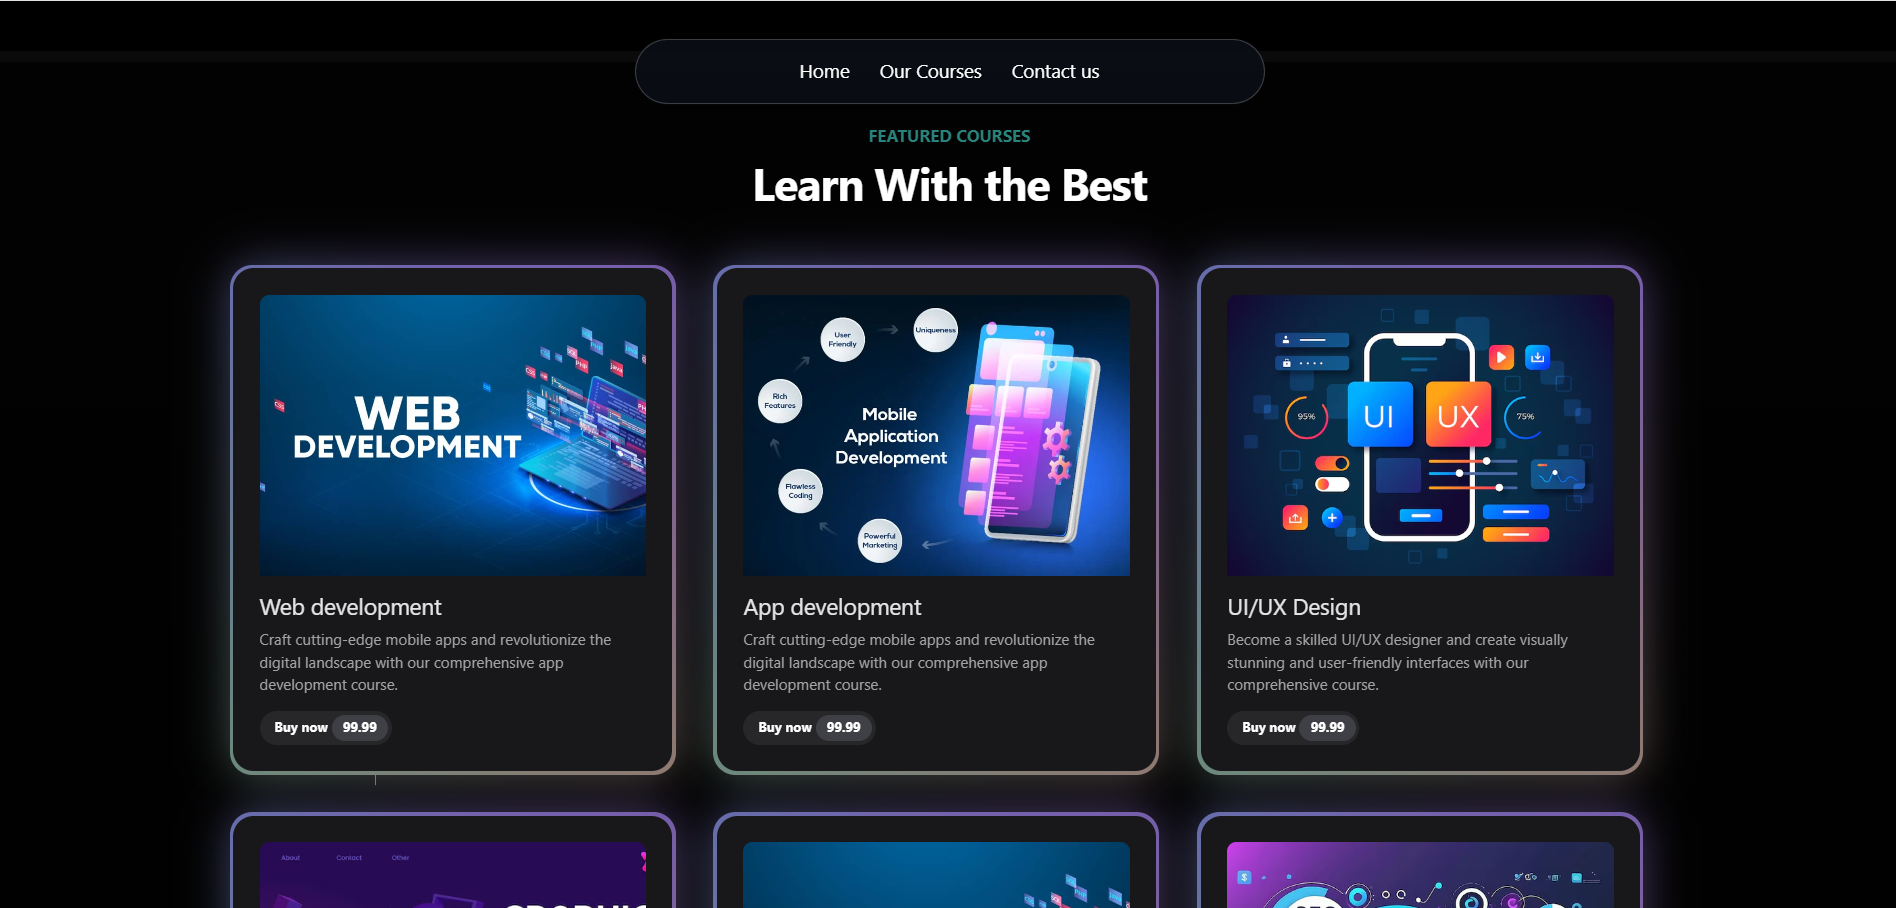 Home Our Courses Contact us
FEATURED COURSES
Learn With the Best
WEB
DEVELOPMENT
Web development
Craft cutting-edge mobile apps and revolutionize the
digital landscape with our comprehensive app
development course.
Buy now 99.99
User
Friendly
Uniqueness
Rich
Features
Mobile
Application
Development
Flawless
Coding
Powerful
Marketing
App development
Craft cutting-edge mobile apps and revolutionize the
digital landscape with our comprehensive app
development course.
Buy now 99.99
95%
UI
UX
75%
UI/UX Design
Become a skilled UI/UX designer and create visually
stunning and user-friendly interfaces with our
comprehensive course.
Buy now 99.99
About Contact Other